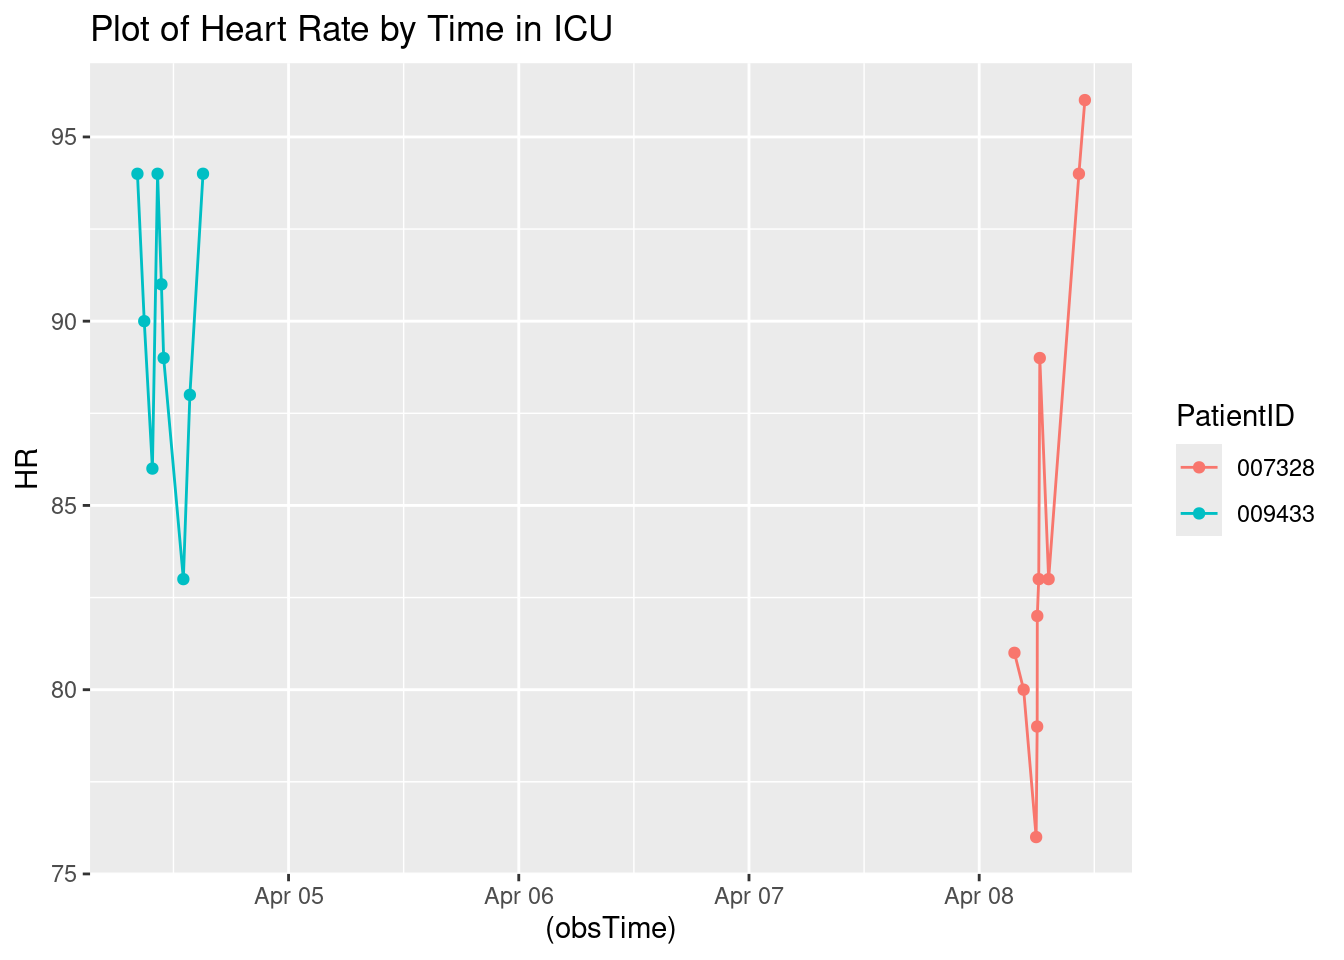 Plot of Heart Rate by Time in ICU
95
90
85
80
75
HR
Apr 05
Apr 06
Apr 07
Apr 08
(obsTime)
PatientID
007328
009433